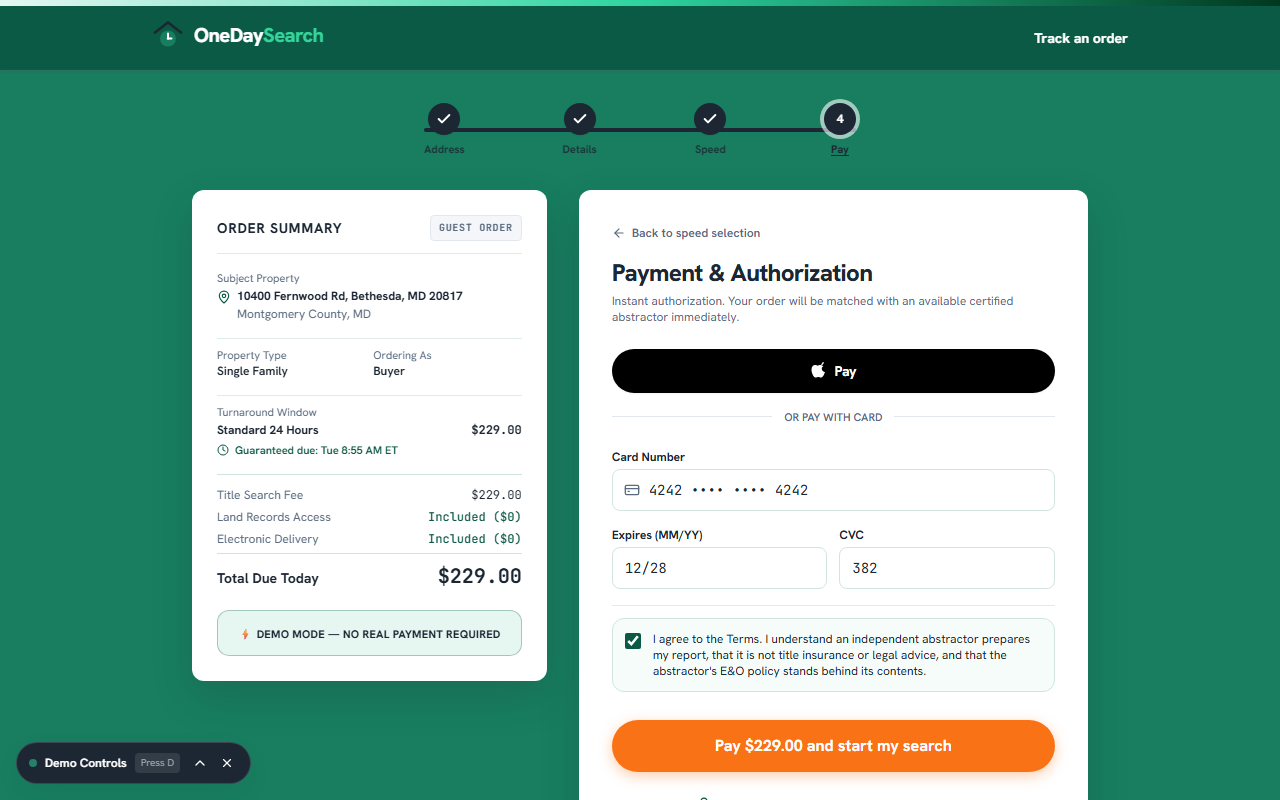 OneDaySearch
Track an order
4
Address
Details
Speed
Pay
ORDER SUMMARY
GUEST ORDER
Subject Property
10400 Fernwood Rd, Bethesda, MD 20817
Montgomery County, MD
Property Type
Ordering As
Single Family
Buyer
Turnaround Window
Standard 24 Hours
$229.00
Guaranteed due: Tue 8:55 AM ET
Title Search Fee
$229.00
Land Records Access
Included ($0)
Electronic Delivery
Included ($0)
Total Due Today
$229.00
DEMO MODE — NO REAL PAYMENT REQUIRED
Back to speed selection
Payment & Authorization
Instant authorization. Your order will be matched with an available certified
abstractor immediately.
Pay
OR PAY WITH CARD
Card Number
4242 •••• •••• 4242
Expires (MM/YY)
CVC
12/28
382
I agree to the Terms. I understand an independent abstractor prepares
my report, that it is not title insurance or legal advice, and that the
abstractor's E&O policy stands behind its contents.
Pay $229.00 and start my search
Demo Controls
Press D